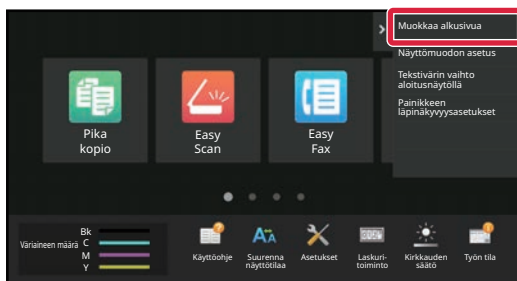 Muokkaa alkusivua
Näyttömuodon asetus
Tekstivärin vaihto
aloitusnäytöllä
Painikkeen
läpinäkyvyysasetukset
Pika
kopio
Easy
Scan
Easy
Fax
Väriaineen määrä
Bk
C
M
Y
Käyttöohje
Suurenna
näyttötilaa
Asetukset
Laskuri-
toiminto
Kirkkauden
säätö
Työn tila